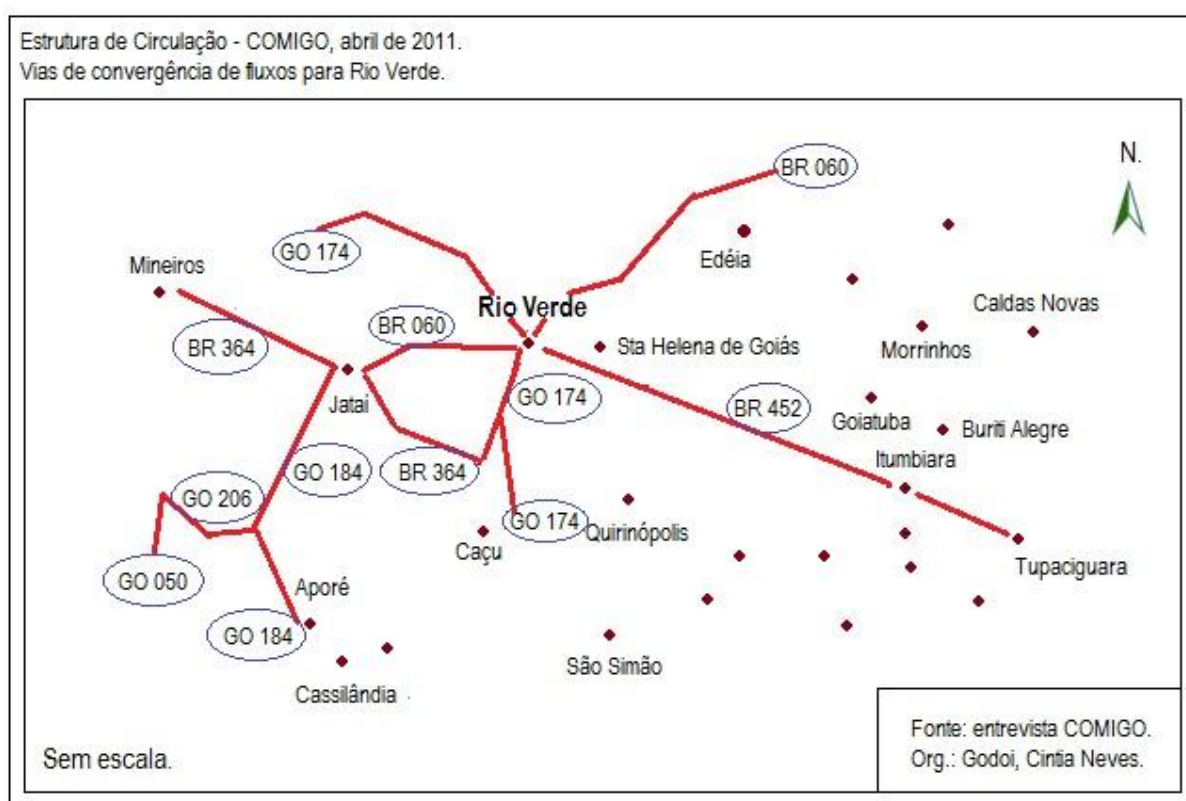 Estrutura de Circulação - COMIGO, abril de 2011.
Vias de convergência de fluxos para Rio Verde.
N.
BR 060
GO 174
Edéia
Mineiros
Rio Verde
Caldas Novas
BR 060
BR 364
Sta Helena de Goiás
Morrinhos
Jataí
GO 174
BR 452
Goiatuba
Buriti Alegre
Itumbiara
GO 184
BR 364
GO 206
GO 174
Quirinópolis
Caçu
Tupaciguara
GO 050
Aporé
GO 184
São Simão
Cassilândia
Sem escala.
Fonte: entrevista COMIGO.
Org.: Godoi, Cintia Neves.